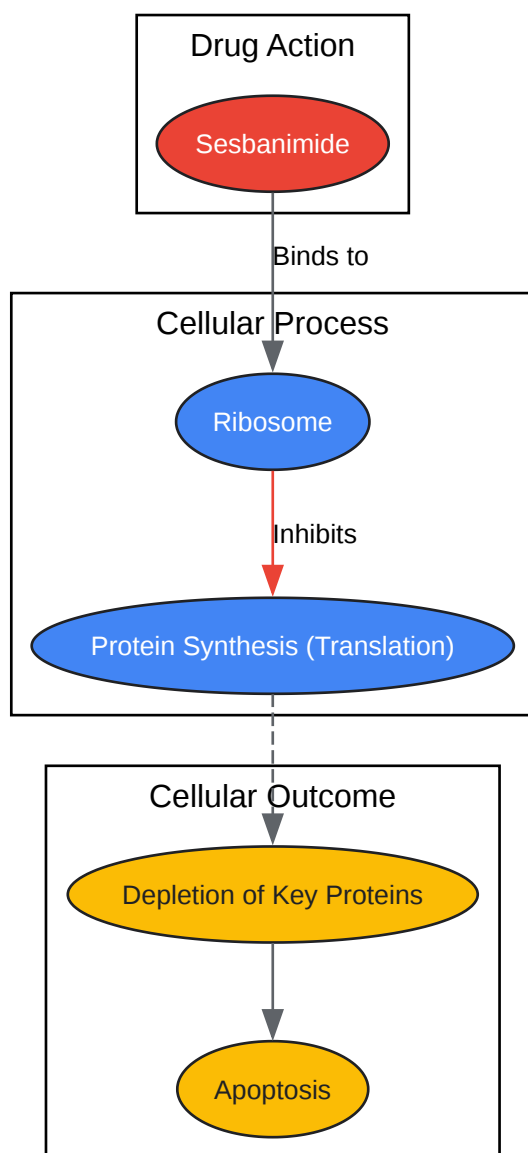 Drug Action
Sesbanimide
Binds to
Cellular Process
Ribosome
Inhibits
Protein Synthesis (Translation)
Cellular Outcome
Depletion of Key Proteins
Apoptosis